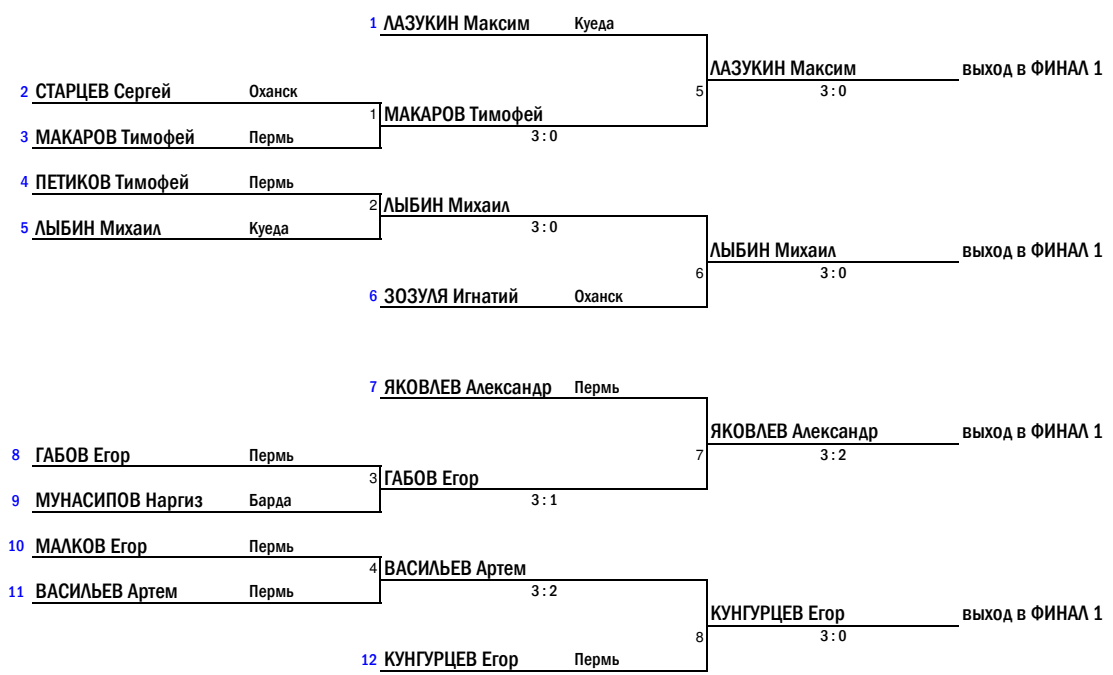 1 ЛАЗУКИН Максим Куеда
ЛАЗУКИН Максим выход в ФИНАЛ 1
2 СТАРЦЕВ Сергей Оханск
5 3:0
1 МАКАРОВ Тимофей
3 МАКАРОВ Тимофей Пермь
3:0
4 ПЕТИКОВ Тимофей Пермь
2 ЛЫБИН Михаил
5 ЛЫБИН Михаил Куеда
3:0
ЛЫБИН Михаил выход в ФИНАЛ 1
6 3:0
6 ЗОЗУЛЯ Игнатий Оханск
7 ЯКОВЛЕВ Александр Пермь
ЯКОВЛЕВ Александр выход в ФИНАЛ 1
8 ГАБОВ Егор Пермь
7 3:2
3 ГАБОВ Егор
9 МУНАСИПОВ Наргиз Барда
3:1
10 МАЛКОВ Егор Пермь
4 ВАСИЛЬЕВ Артем
11 ВАСИЛЬЕВ Артем Пермь
3:2
КУНГУРЦЕВ Егор выход в ФИНАЛ 1
8 3:0
12 КУНГУРЦЕВ Егор Пермь